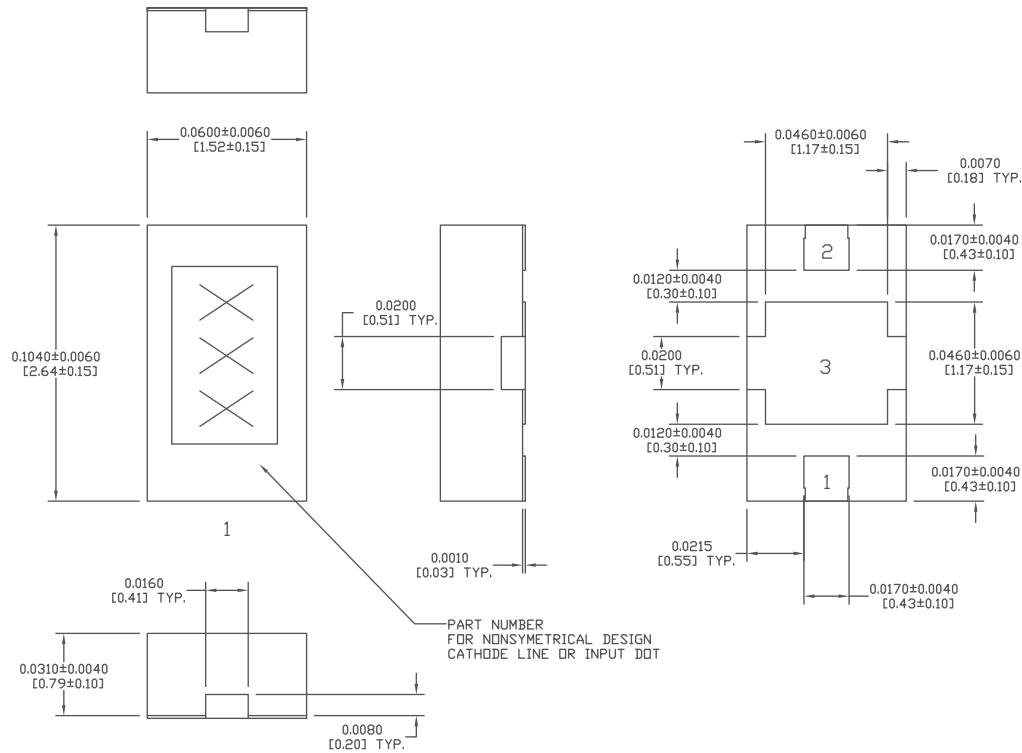 0.0600±0.0060
[1.52±0.15]
0.0460±0.0060
[1.17±0.15]
0.0070
[0.18] TYP.
0.0170±0.0040
[0.43±0.10]
2
0.0120±0.0040
[0.30±0.10]
0.0200
[0.51] TYP.
0.1040±0.0060
[2.64±0.15]
XXX
0.0200
[0.51] TYP.
3
0.0460±0.0060
[1.17±0.15]
0.0120±0.0040
[0.30±0.10]
1
0.0170±0.0040
[0.43±0.10]
1
0.0215
[0.55] TYP.
0.0010
[0.03] TYP.
0.0160
[0.41] TYP.
0.0170±0.0040
[0.43±0.10]
PART NUMBER
FOR NONSYMETRICAL DESIGN
CATHODE LINE OR INPUT DOT
0.0310±0.0040
[0.79±0.10]
0.0080
[0.20] TYP.